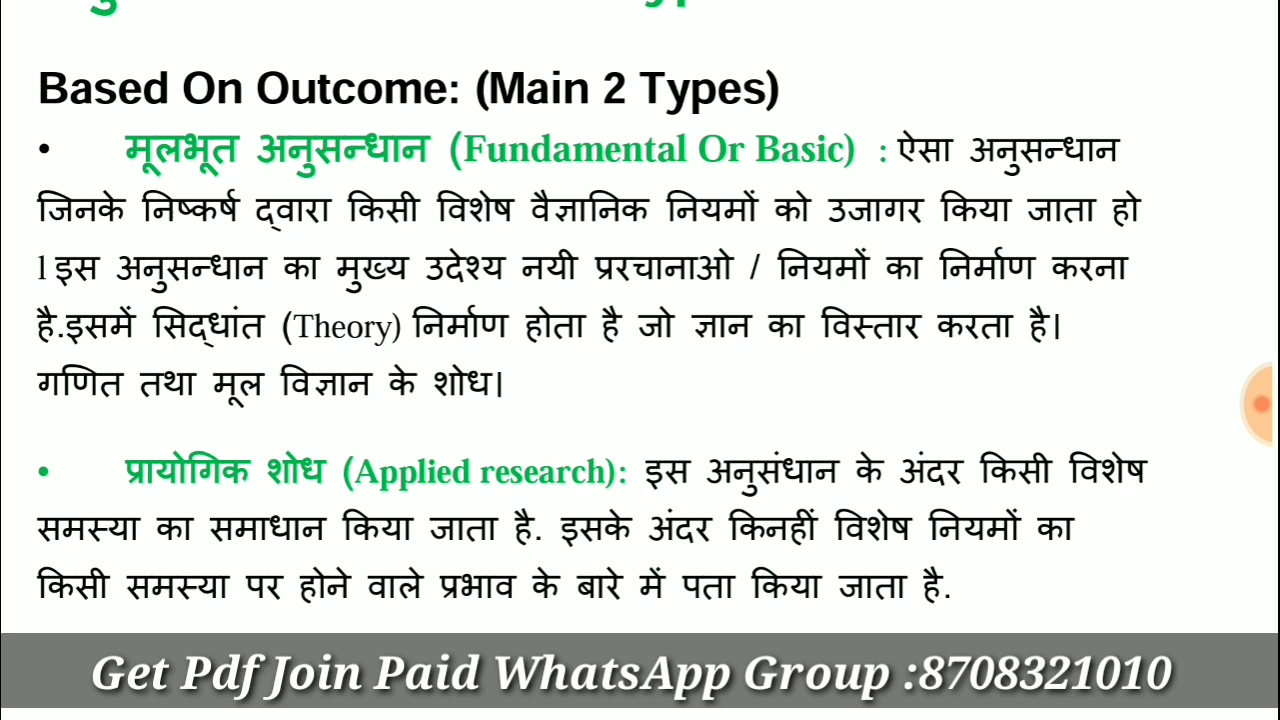 Based On Outcome: (Main 2 Types)
• मूलभूत अनुसन्धान (Fundamental Or Basic) : ऐसा अनुसन्धान
जिनके निष्कर्ष द्वारा किसी विशेष वैज्ञानिक नियमों को उजागर किया जाता हो
l इस अनुसन्धान का मुख्य उदेश्य नयी प्ररचानाओ / नियमों का निर्माण करना
है.इसमें सिद्धांत (Theory) निर्माण होता है जो ज्ञान का विस्तार करता है।
गणित तथा मूल विज्ञान के शोध।
• प्रायोगिक शोध (Applied research): इस अनुसंधान के अंदर किसी विशेष
समस्या का समाधान किया जाता है. इसके अंदर किनहीं विशेष नियमों का
किसी समस्या पर होने वाले प्रभाव के बारे में पता किया जाता है.
Get Pdf Join Paid WhatsApp Group :8708321010